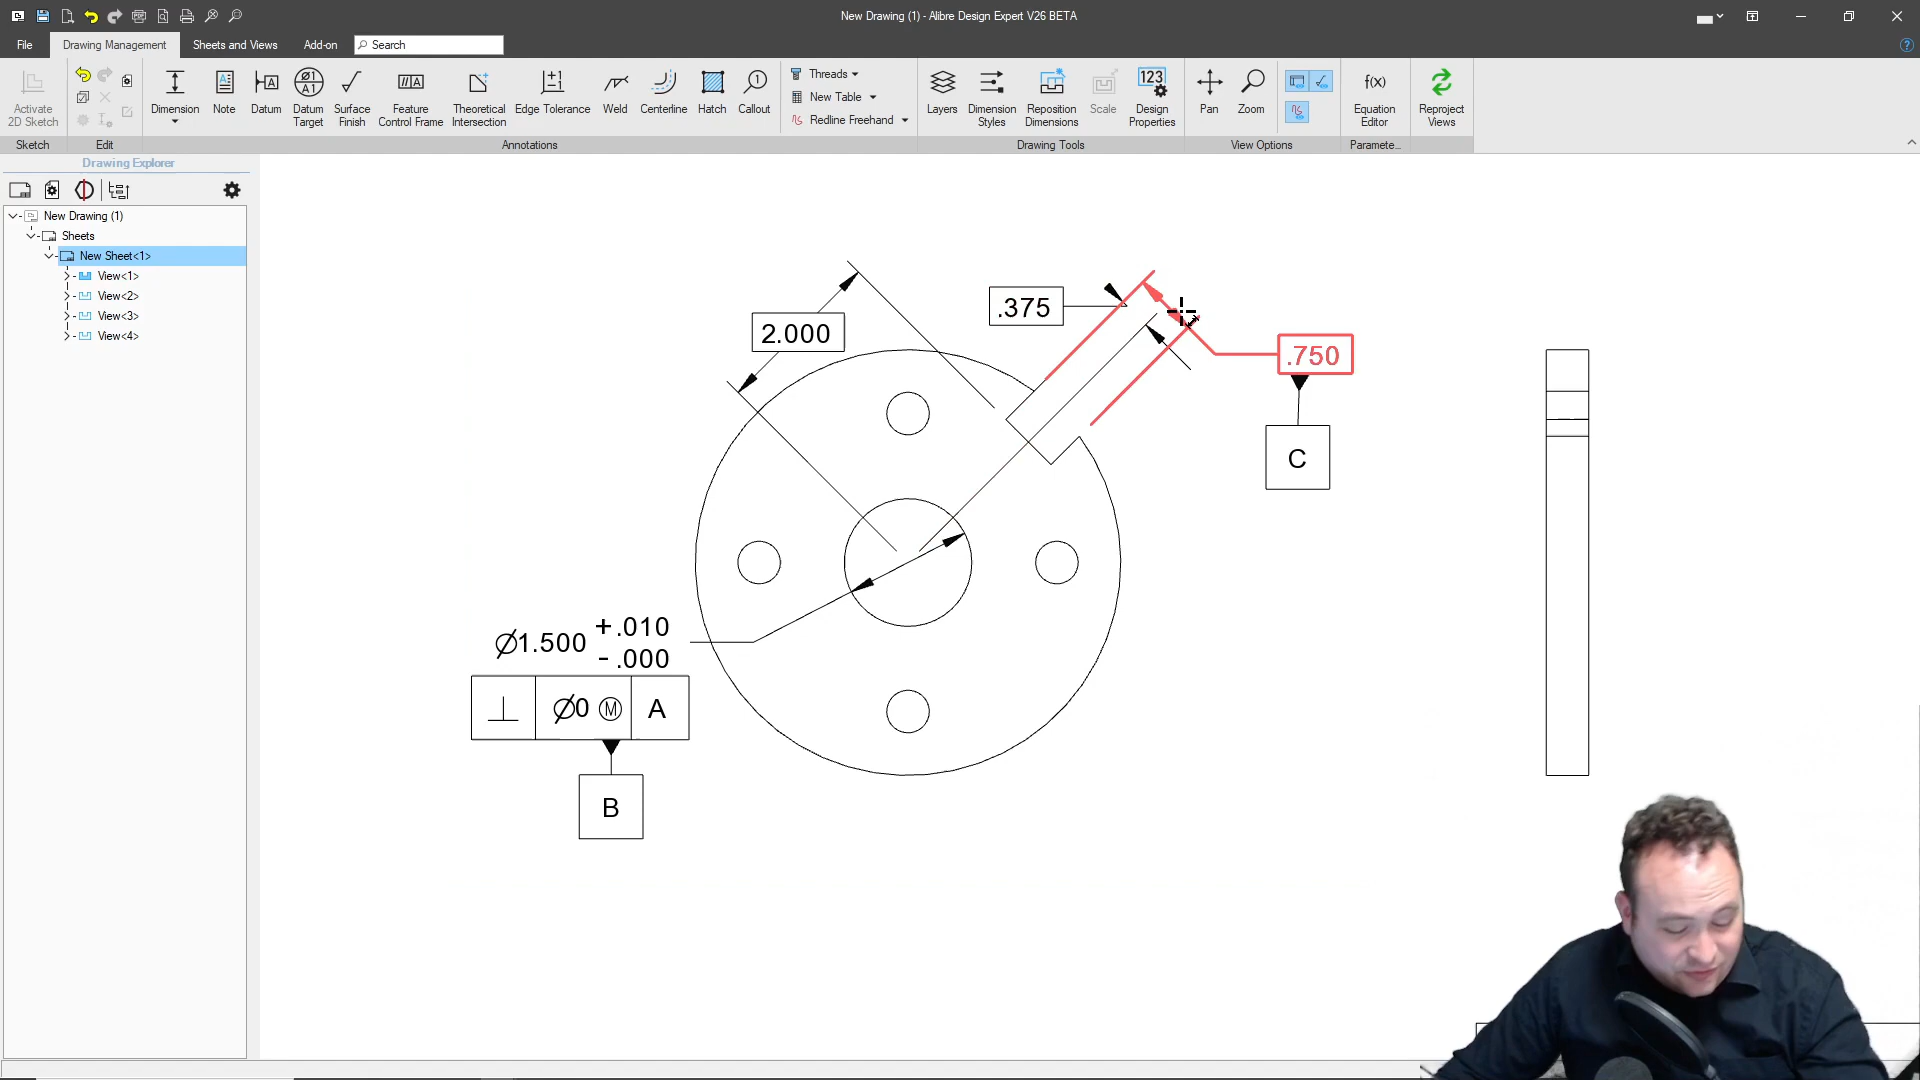 New Drawing (1) - Alibre Design Expert V26 BETA
File
Drawing Management
Sheets and Views
Add-on
Search
Activate
2D Sketch
Dimension
Note
Datum
Datum
Target
Surface
Finish
Feature
Control Frame
Theoretical
Intersection
Edge Tolerance
Weld
Centerline
Hatch
Callout
Threads
New Table
Redline Freehand
Layers
Dimension
Styles
Reposition
Dimensions
Scale
Design
Properties
Pan
Zoom
Equation
Editor
Reproject
Views
Sketch
Edit
Annotations
Drawing Tools
View Options
Paramete...
Drawing Explorer
New Drawing (1)
Sheets
New Sheet<1>
View<1>
View<2>
View<3>
View<4>
.375
2.000
.750
C
∅1.500 +.010
- .000
⊥ ∅0 Ⓜ A
B